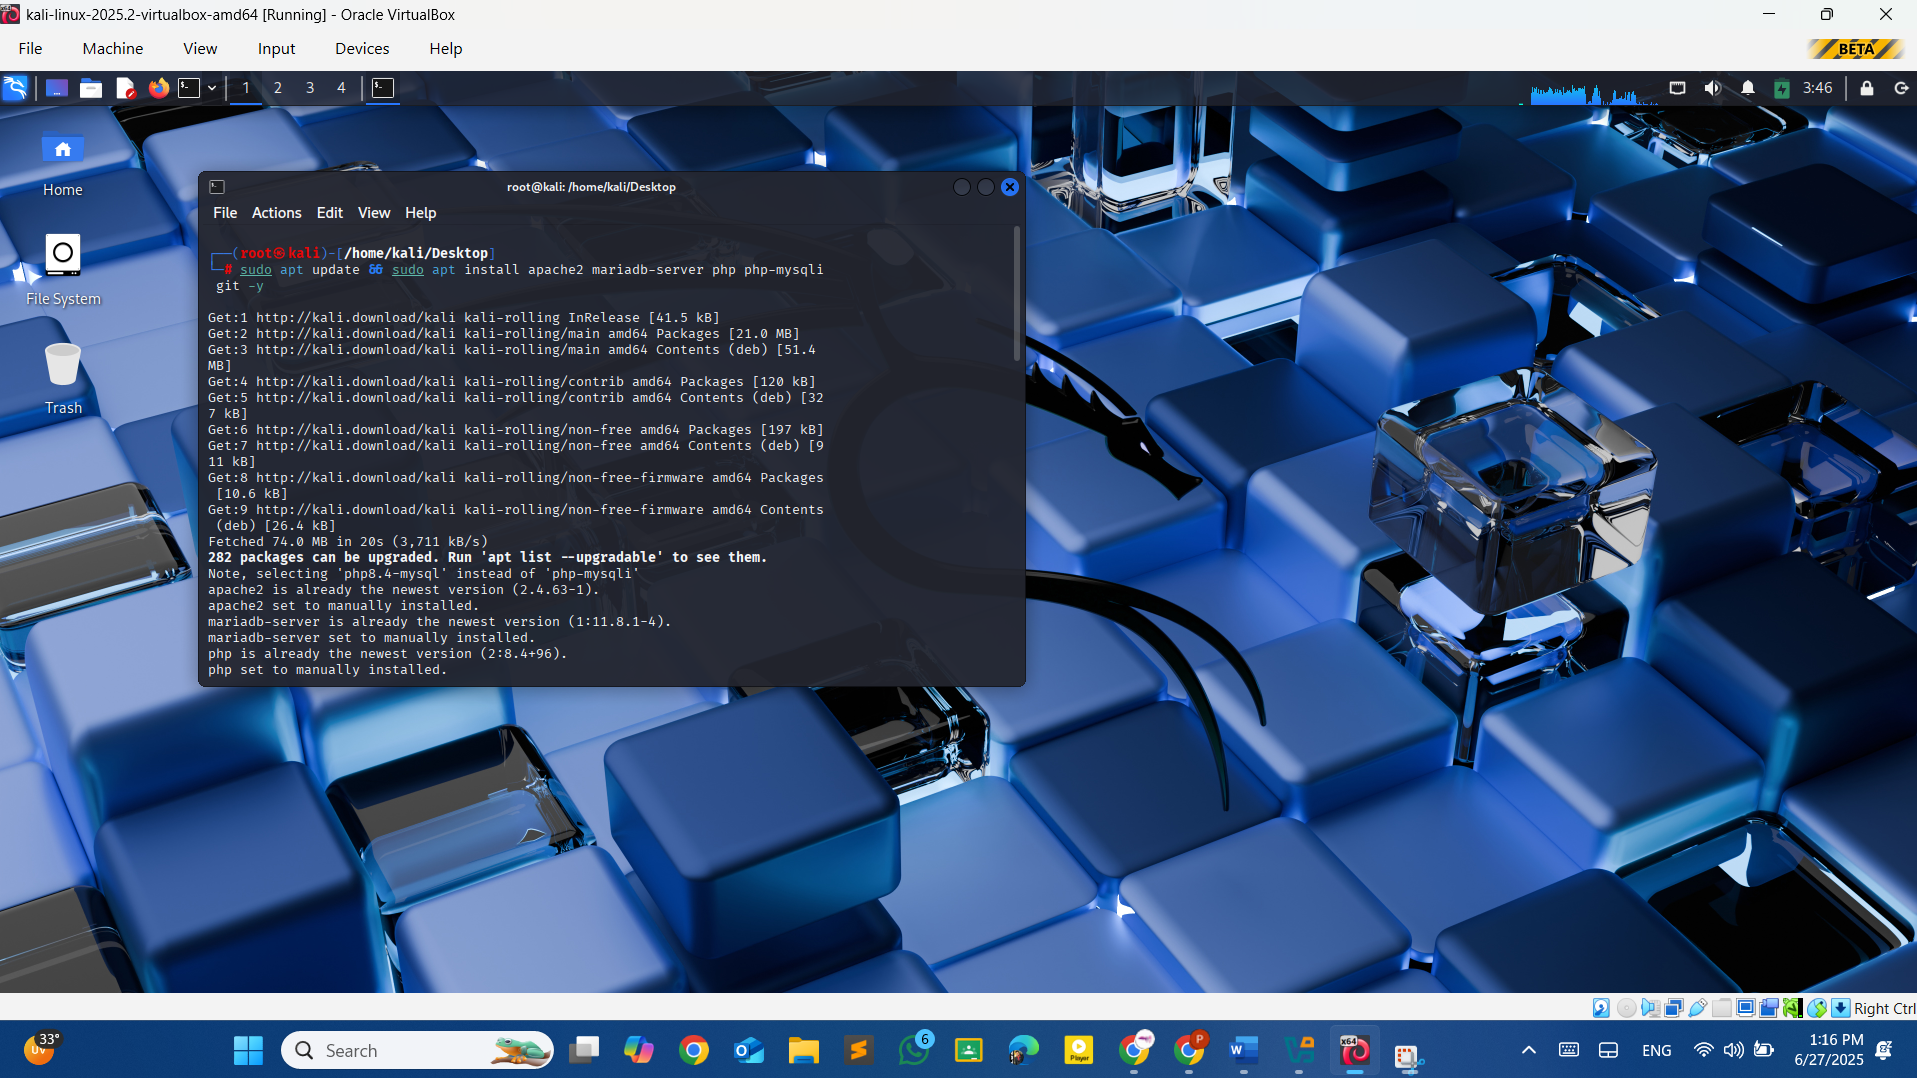 kali-linux-2025.2-virtualbox-amd64 [Running] - Oracle VirtualBox
File Machine View Input Devices Help
BETA
1 2 3 4
3:46
Home
File System
Trash
root@kali: /home/kali/Desktop
File Actions Edit View Help
┌──(root㉿kali)-[/home/kali/Desktop]
└─# sudo apt update && sudo apt install apache2 mariadb-server php php-mysqli
git -y
Get:1 http://kali.download/kali kali-rolling InRelease [41.5 kB]
Get:2 http://kali.download/kali kali-rolling/main amd64 Packages [21.0 MB]
Get:3 http://kali.download/kali kali-rolling/main amd64 Contents (deb) [51.4
MB]
Get:4 http://kali.download/kali kali-rolling/contrib amd64 Packages [120 kB]
Get:5 http://kali.download/kali kali-rolling/contrib amd64 Contents (deb) [32
7 kB]
Get:6 http://kali.download/kali kali-rolling/non-free amd64 Packages [197 kB]
Get:7 http://kali.download/kali kali-rolling/non-free amd64 Contents (deb) [9
11 kB]
Get:8 http://kali.download/kali kali-rolling/non-free-firmware amd64 Packages
[10.6 kB]
Get:9 http://kali.download/kali kali-rolling/non-free-firmware amd64 Contents
(deb) [26.4 kB]
Fetched 74.0 MB in 20s (3,711 kB/s)
282 packages can be upgraded. Run 'apt list --upgradable' to see them.
Note, selecting 'php8.4-mysql' instead of 'php-mysqli'
apache2 is already the newest version (2.4.63-1).
apache2 set to manually installed.
mariadb-server is already the newest version (1:11.8.1-4).
mariadb-server set to manually installed.
php is already the newest version (2:8.4+96).
php set to manually installed.
Right Ctrl
33°
UV
Search
6
Player
P
W
X64
ENG
1:16 PM
6/27/2025